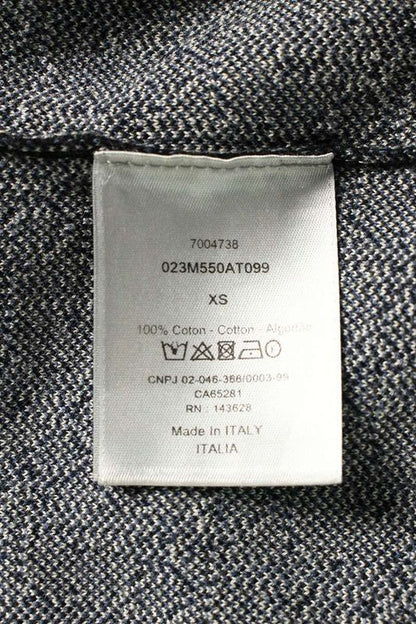 7004738
023M550AT099
XS
100% Coton - Cotton - Algodão
CNPJ 02-046-366/0003-99
CA65281
RN : 143628
Made In ITALY
ITALIA